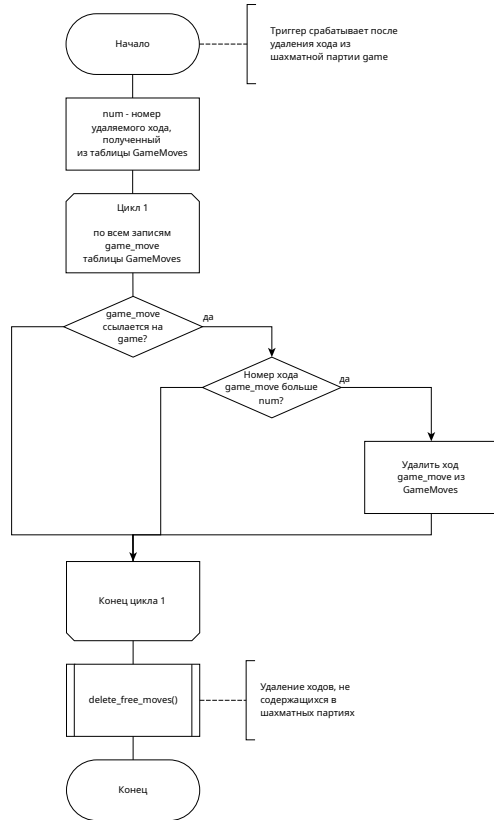 Начало
Триггер срабатывает после
удаления хода из
шахматной партии game
num - номер
удаляемого хода,
полученный
из таблицы GameMoves
Цикл 1
по всем записям
game_move
таблицы GameMoves
game_move
ссылается на
game?
да
Номер хода
game_move больше
num?
да
Удалить ход
game_move из
GameMoves
Конец цикла 1
delete_free_moves()
Удаление ходов, не
содержащихся в
шахматных партиях
Конец